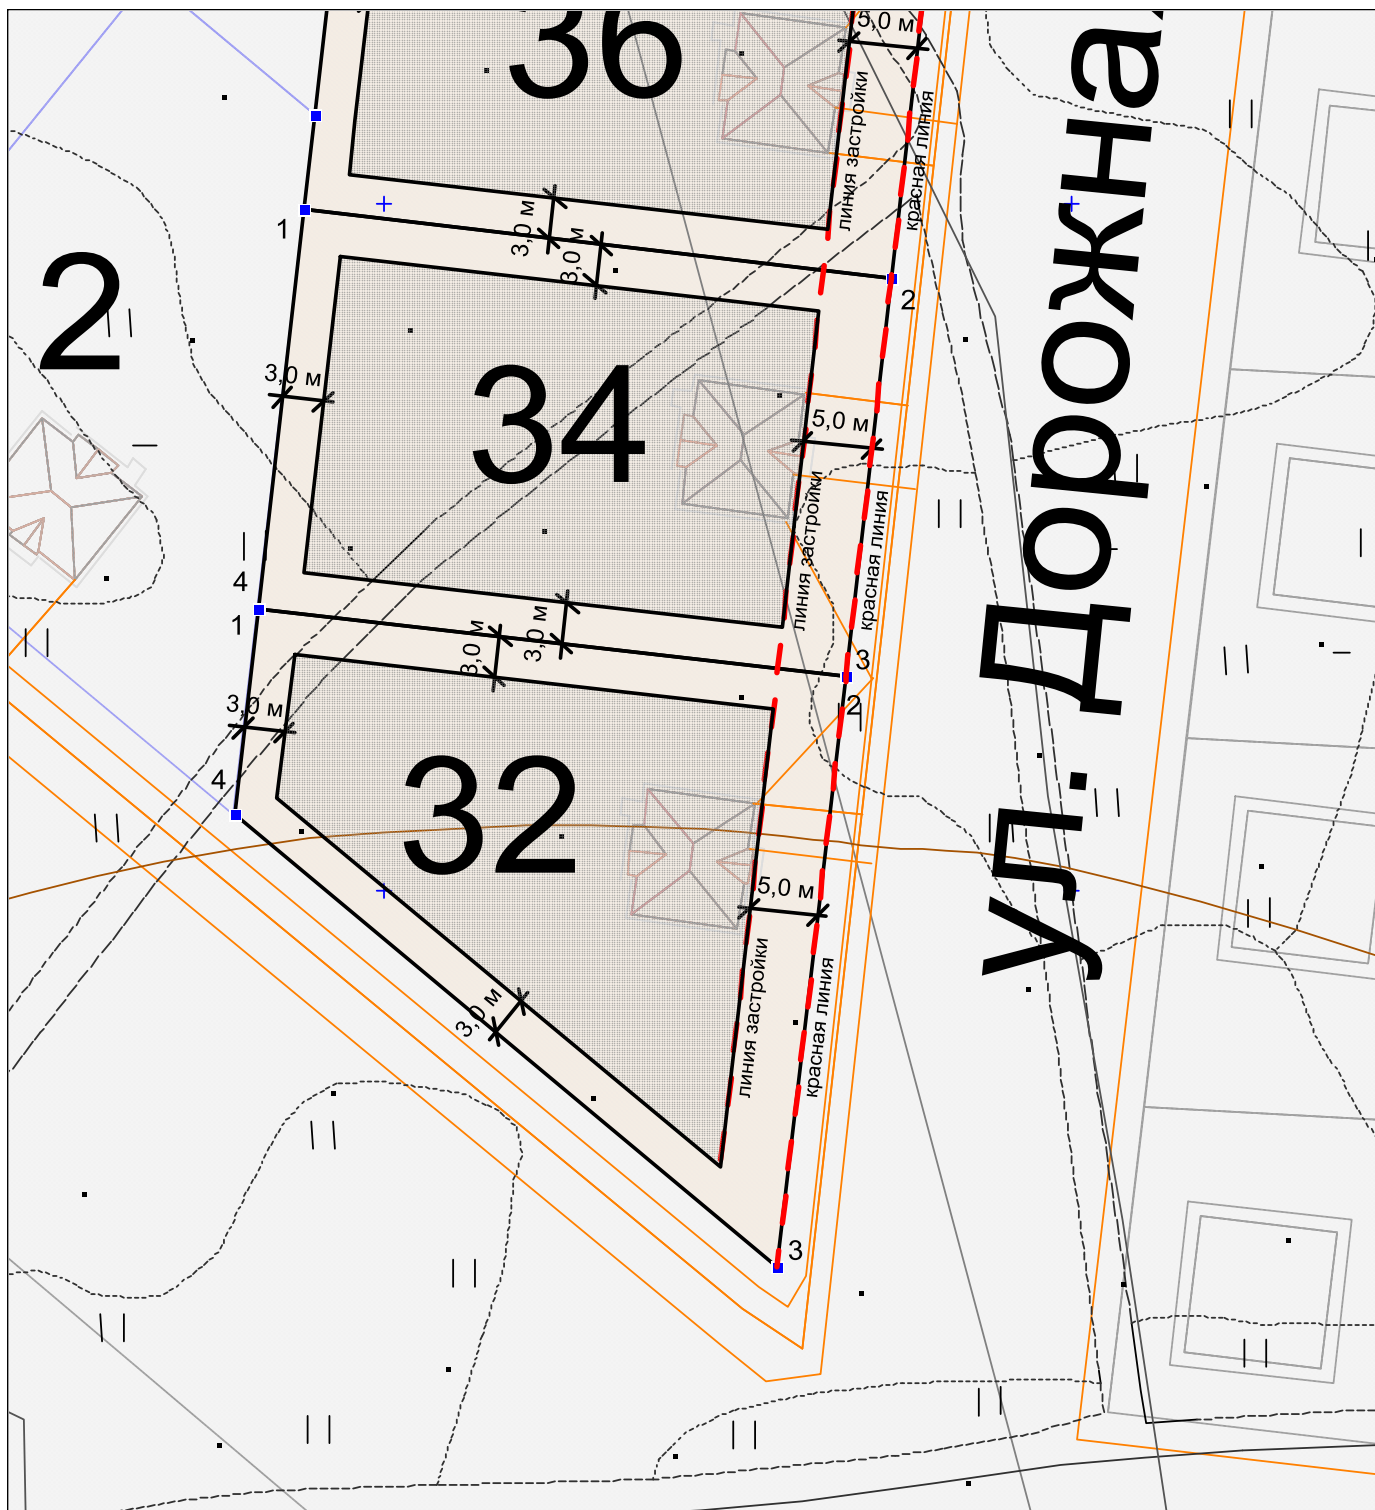 36
5,0 м
линия застройки
красная линия
ул. Дорожная
1
3,0 м
3,0 м
2
2
34
3,0 м
5,0 м
линия застройки
красная линия
4
1
3,0 м
3,0 м
3
2
3,0 м
32
4
5,0 м
линия застройки
красная линия
3,0 м
3